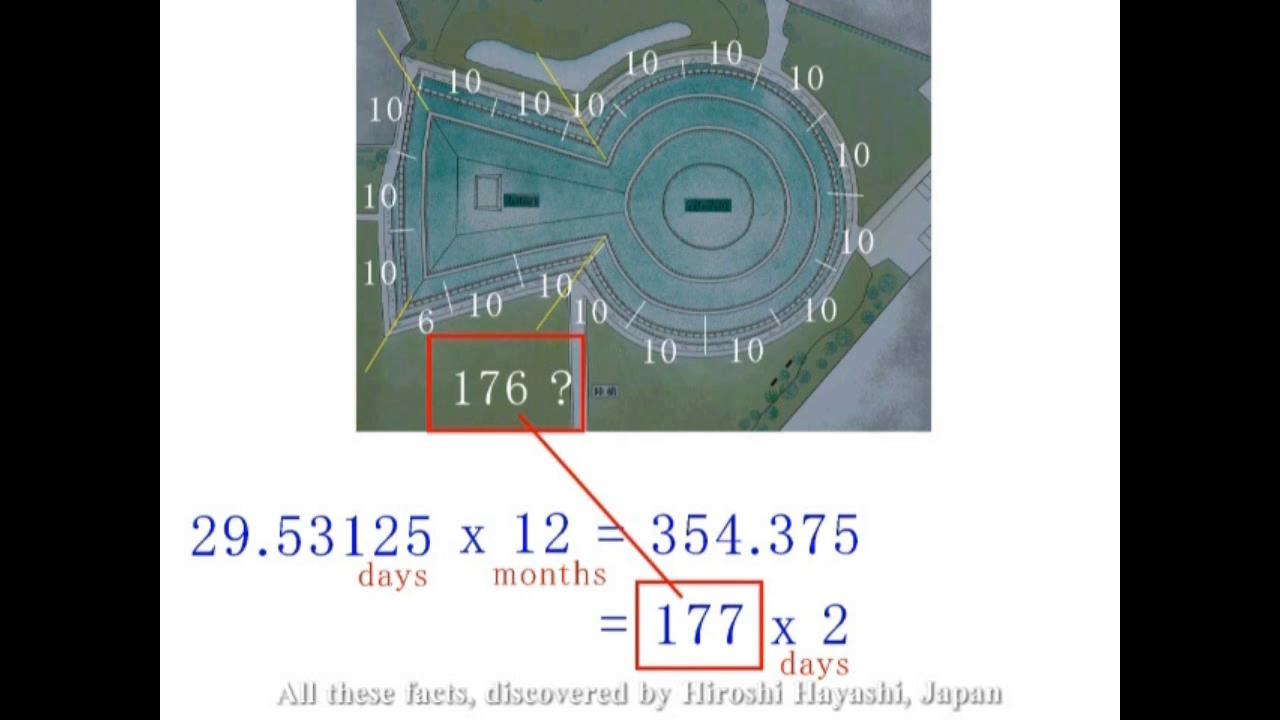 10 10 10
10 10 10 10
10 10
10 10
10 10
10 10 10 10
6 10 10
176 ?
29.53125 x 12 = 354.375
days months
= 177 x 2
days
All these facts, discovered by Hiroshi Hayashi, Japan